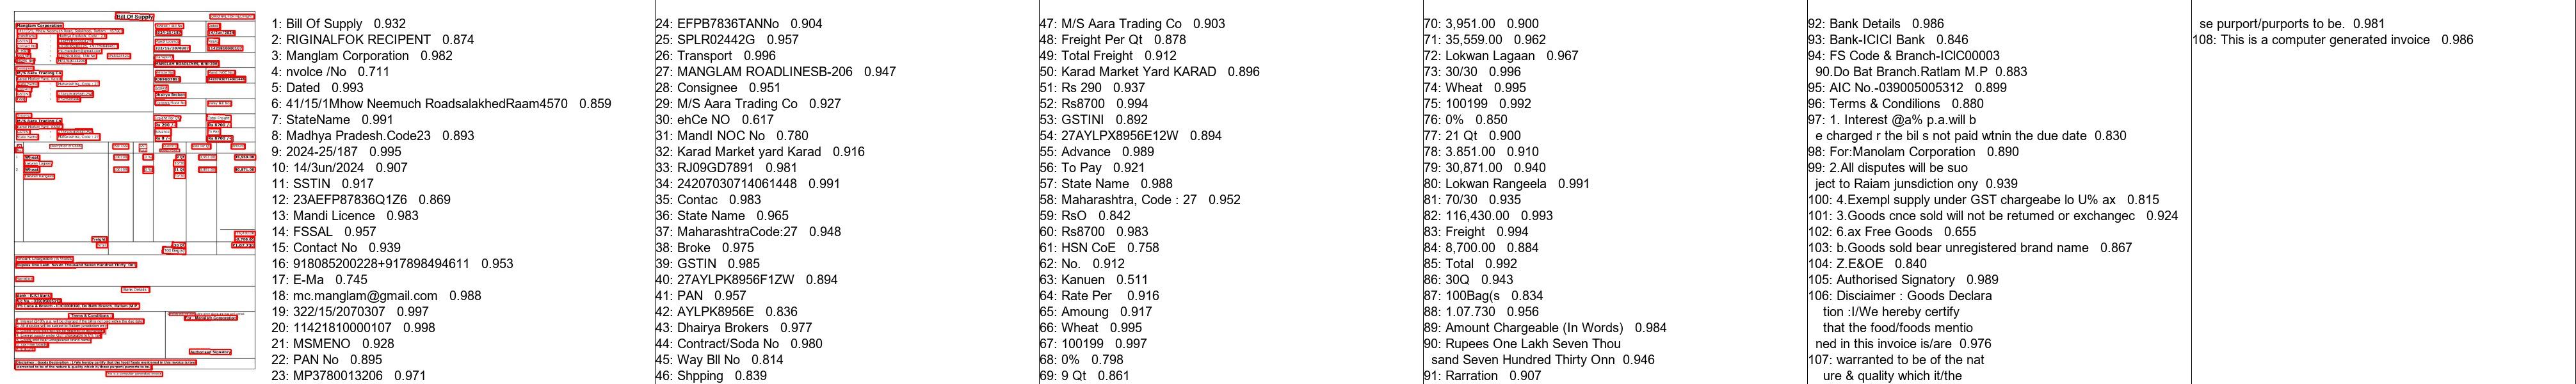 1: Bill Of Supply 0.932
2: RIGINALFOK RECIPENT 0.874
3: Manglam Corporation 0.982
4: nvolce /No 0.711
5: Dated 0.993
6: 41/15/1Mhow Neemuch RoadsalakhedRaam4570 0.859
7: StateName 0.991
8: Madhya Pradesh.Code23 0.893
9: 2024-25/187 0.995
10: 14/3un/2024 0.907
11: SSTIN 0.917
12: 23AEFP87836Q1Z6 0.869
13: Mandi Licence 0.983
14: FSSAL 0.957
15: Contact No 0.939
16: 918085200228+917898494611 0.953
17: E-Ma 0.745
18: mc.manglam@gmail.com 0.988
19: 322/15/2070307 0.997
20: 11421810000107 0.998
21: MSMENO 0.928
22: PAN No 0.895
23: MP3780013206 0.971
24: EFPB7836TANNo 0.904
25: SPLR02442G 0.957
26: Transport 0.996
27: MANGLAM ROADLINESB-206 0.947
28: Consignee 0.951
29: M/S Aara Trading Co 0.927
30: ehCe NO 0.617
31: MandI NOC No 0.780
32: Karad Market yard Karad 0.916
33: RJ09GD7891 0.981
34: 24207030714061448 0.991
35: Contac 0.983
36: State Name 0.965
37: MaharashtraCode:27 0.948
38: Broke 0.975
39: GSTIN 0.985
40: 27AYLPK8956F1ZW 0.894
41: PAN 0.957
42: AYLPK8956E 0.836
43: Dhairya Brokers 0.977
44: Contract/Soda No 0.980
45: Way Bll No 0.814
46: Shpping 0.839
47: M/S Aara Trading Co 0.903
48: Freight Per Qt 0.878
49: Total Freight 0.912
50: Karad Market Yard KARAD 0.896
51: Rs 290 0.937
52: Rs8700 0.994
53: GSTINI 0.892
54: 27AYLPX8956E12W 0.894
55: Advance 0.989
56: To Pay 0.921
57: State Name 0.988
58: Maharashtra, Code : 27 0.952
59: RsO 0.842
60: Rs8700 0.983
61: HSN CoE 0.758
62: No. 0.912
63: Kanuen 0.511
64: Rate Per 0.916
65: Amoung 0.917
66: Wheat 0.995
67: 100199 0.997
68: 0% 0.798
69: 9 Qt 0.861
70: 3,951.00 0.900
71: 35,559.00 0.962
72: Lokwan Lagaan 0.967
73: 30/30 0.996
74: Wheat 0.995
75: 100199 0.992
76: 0% 0.850
77: 21 Qt 0.900
78: 3.851.00 0.910
79: 30,871.00 0.940
80: Lokwan Rangeela 0.991
81: 70/30 0.935
82: 116,430.00 0.993
83: Freight 0.994
84: 8,700.00 0.884
85: Total 0.992
86: 30Q 0.943
87: 100Bag(s 0.834
88: 1.07.730 0.956
89: Amount Chargeable (In Words) 0.984
90: Rupees One Lakh Seven Thou
sand Seven Hundred Thirty Onn 0.946
91: Rarration 0.907
92: Bank Details 0.986
93: Bank-ICICI Bank 0.846
94: FS Code & Branch-ICIC00003
90.Do Bat Branch.Ratlam M.P 0.883
95: AIC No.-039005005312 0.899
96: Terms & Condilions 0.880
97: 1. Interest @a% p.a.will b
e charged r the bil s not paid wtnin the due date 0.830
98: For:Manolam Corporation 0.890
99: 2.All disputes will be suo
ject to Raiam junsdiction ony 0.939
100: 4.Exempl supply under GST chargeabe lo U% ax 0.815
101: 3.Goods cnce sold will not be retumed or exchangec 0.924
102: 6.ax Free Goods 0.655
103: b.Goods sold bear unregistered brand name 0.867
104: Z.E&OE 0.840
105: Authorised Signatory 0.989
106: Disciaimer : Goods Declara
tion :I/We hereby certify
that the food/foods mentio
ned in this invoice is/are 0.976
107: warranted to be of the nat
ure & quality which it/the
se purport/purports to be. 0.981
108: This is a computer generated invoice 0.986